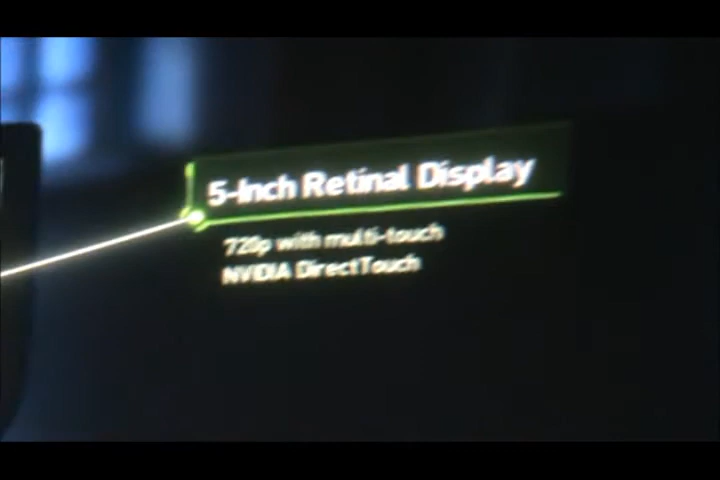 5-Inch Retinal Display
720p with multi-touch
NVIDIA DirectTouch